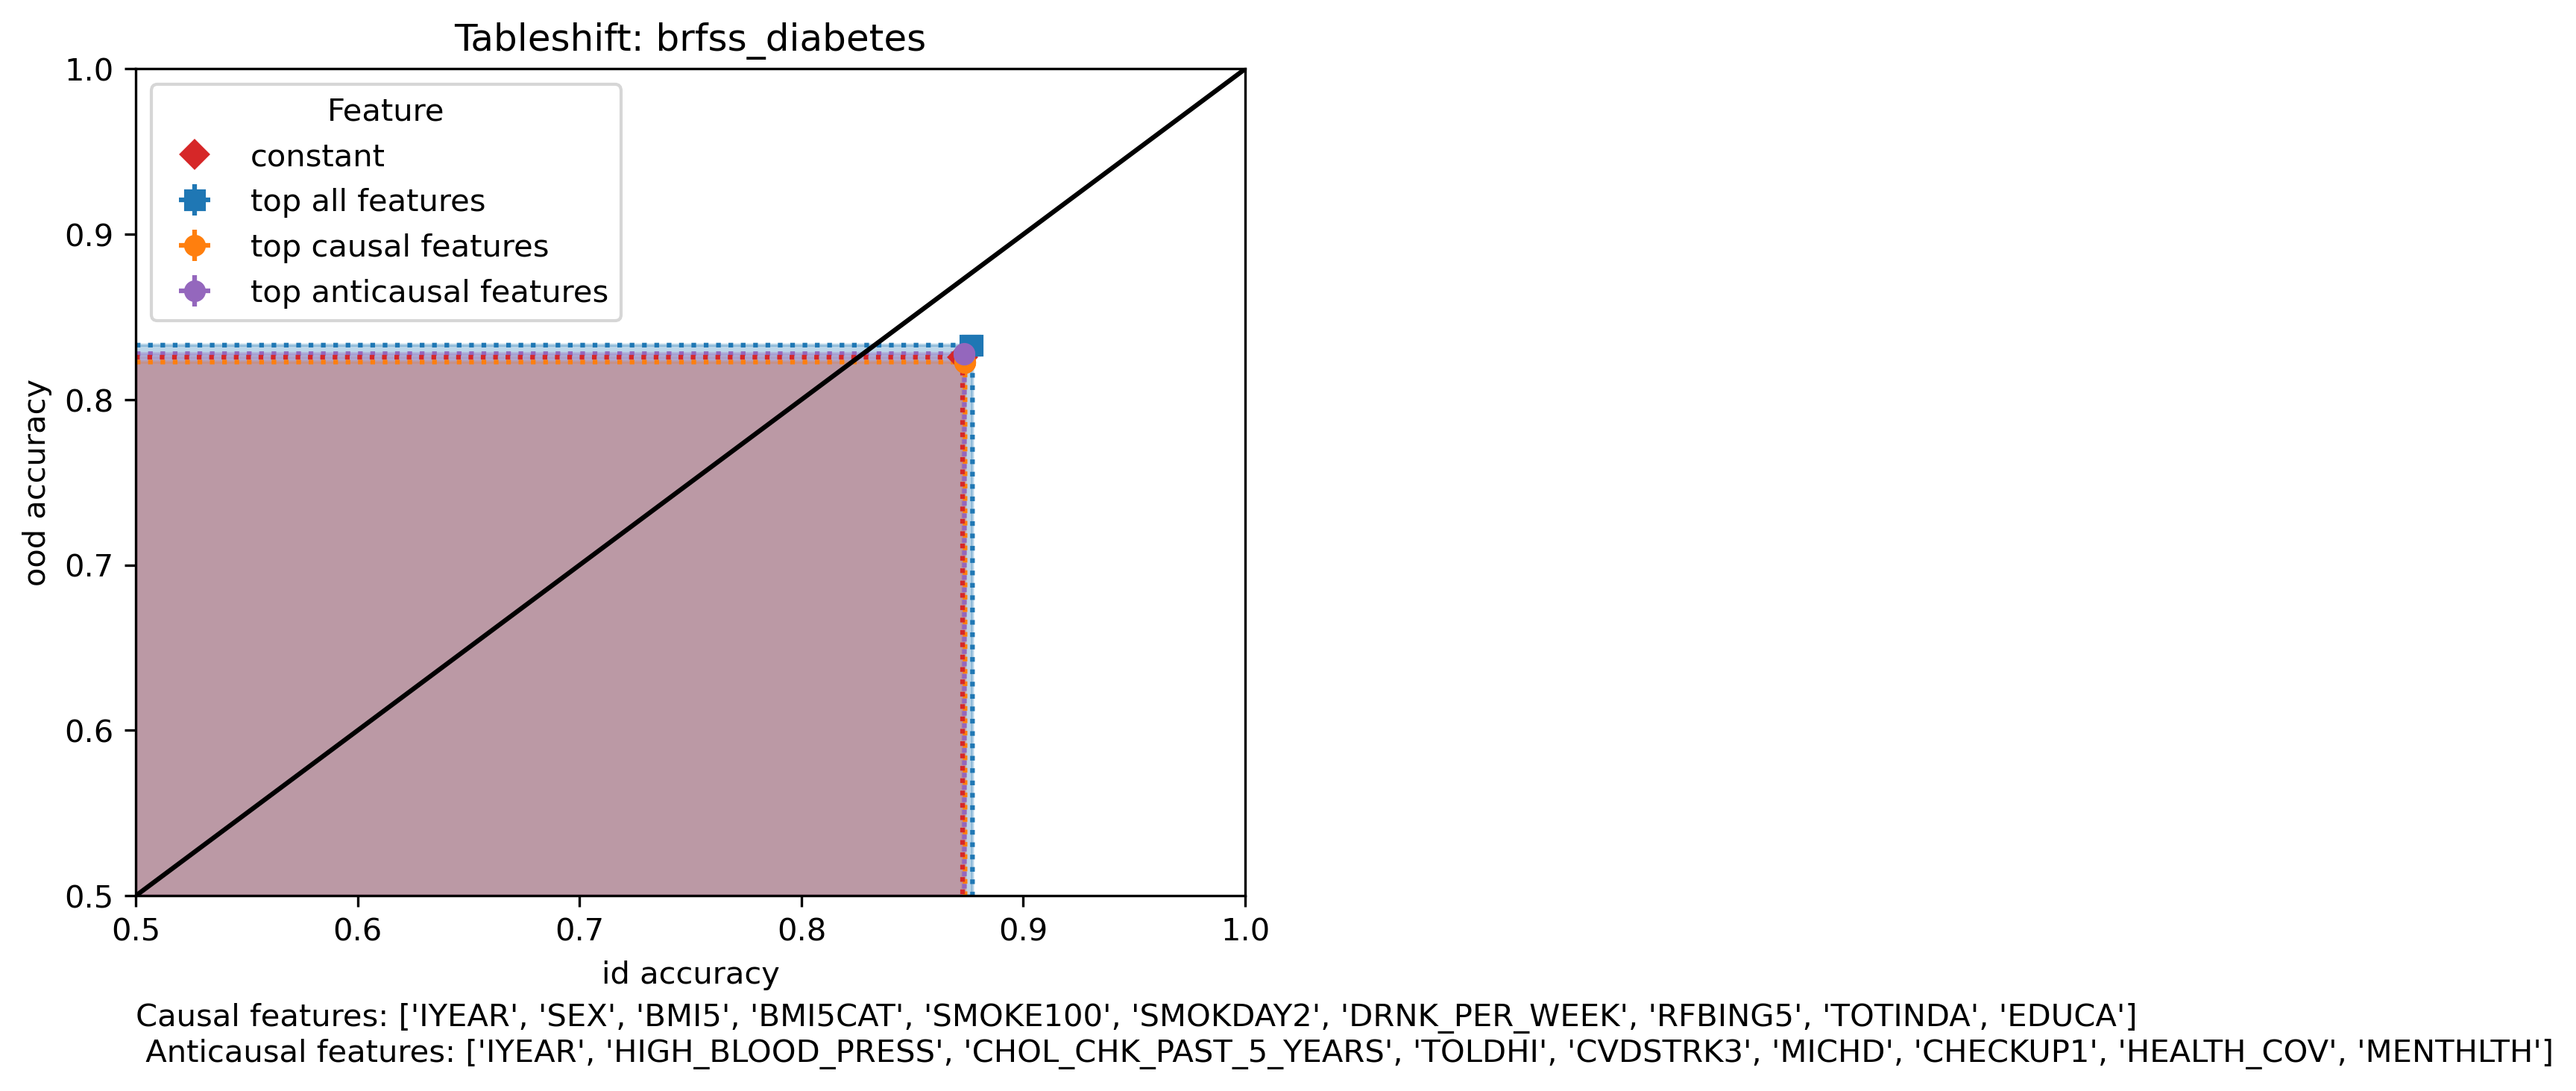 Tableshift: brfss_diabetes
1.0
Feature
constant
top all features
top causal features
top anticausal features
0.9
0.8
ood accuracy
0.7
0.6
0.5
0.5 0.6 0.7 0.8 0.9 1.0
id accuracy
Causal features: ['IYEAR', 'SEX', 'BMI5', 'BMI5CAT', 'SMOKE100', 'SMOKDAY2', 'DRNK_PER_WEEK', 'RFBING5', 'TOTINDA', 'EDUCA']
Anticausal features: ['IYEAR', 'HIGH_BLOOD_PRESS', 'CHOL_CHK_PAST_5_YEARS', 'TOLDHI', 'CVDSTRK3', 'MICHD', 'CHECKUP1', 'HEALTH_COV', 'MENTHLTH']